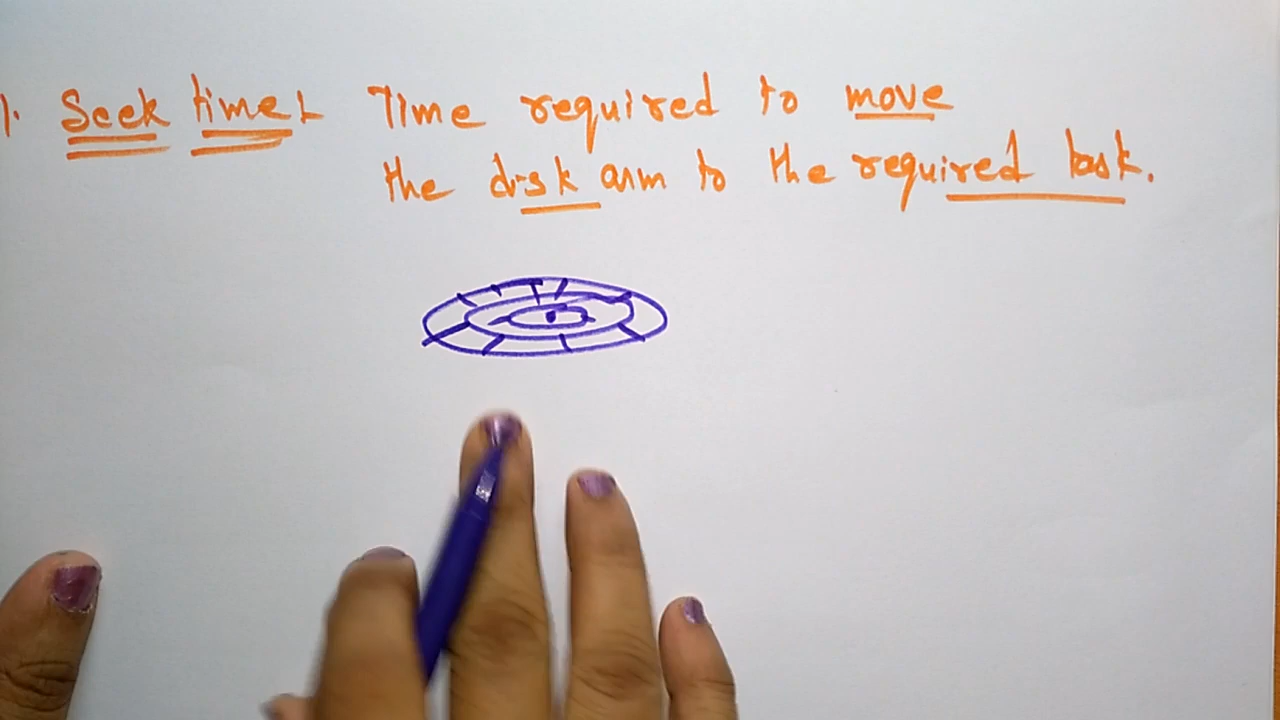 1. Seek time: Time required to move
the disk arm to the required task.